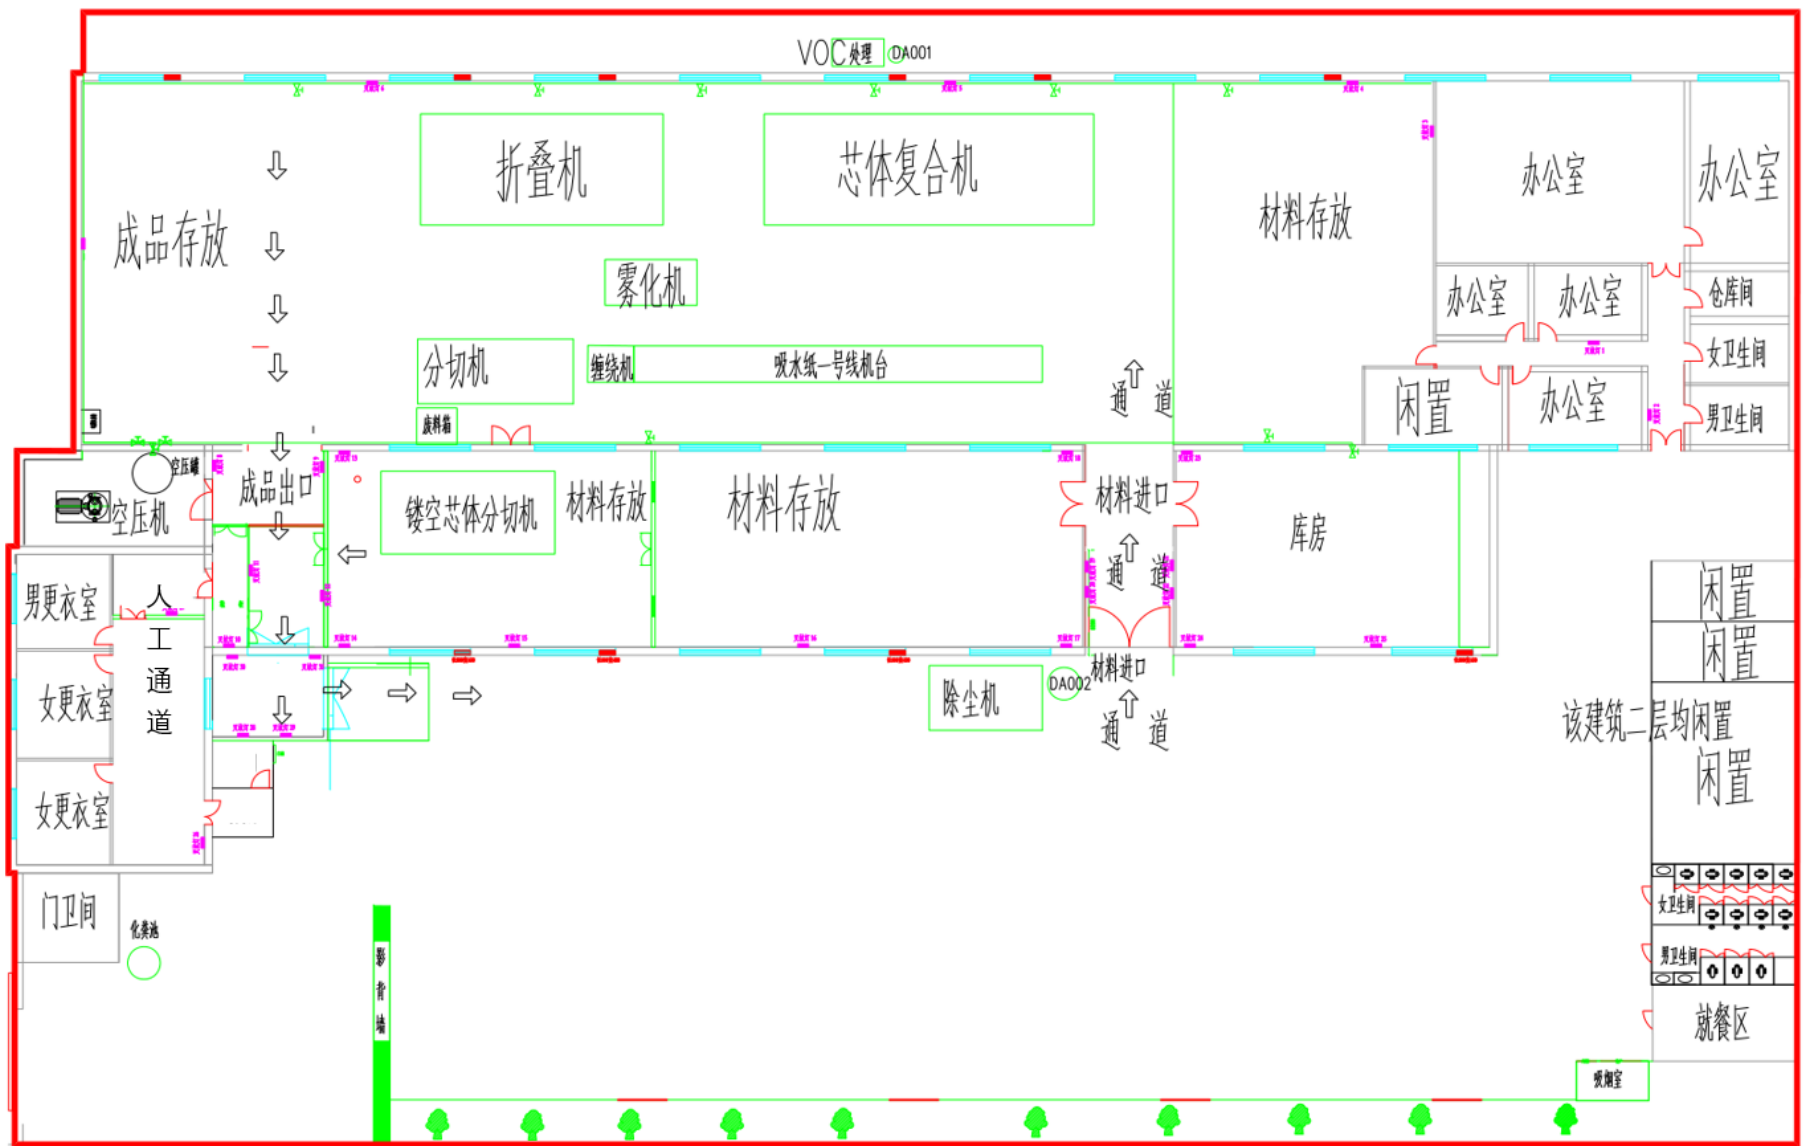 VOC处理 DA001
折叠机
芯体复合机
成品存放
材料存放
办公室
办公室
雾化机
办公室
办公室
仓库间
分切机
缠绕机
吸水纸一号线机台
女卫生间
通 道
闲置
办公室
男卫生间
废料箱
空压罐
空压机
成品出口
镂空芯体分切机
材料存放
材料存放
材料进口
库房
通 道
男更衣室
人工通道
闲置
闲置
女更衣室
除尘机
DA002
材料进口
通 道
该建筑二层均闲置
闲置
女更衣室
门卫间
化粪池
女卫生间
影背墙
男卫生间
就餐区
吸烟室